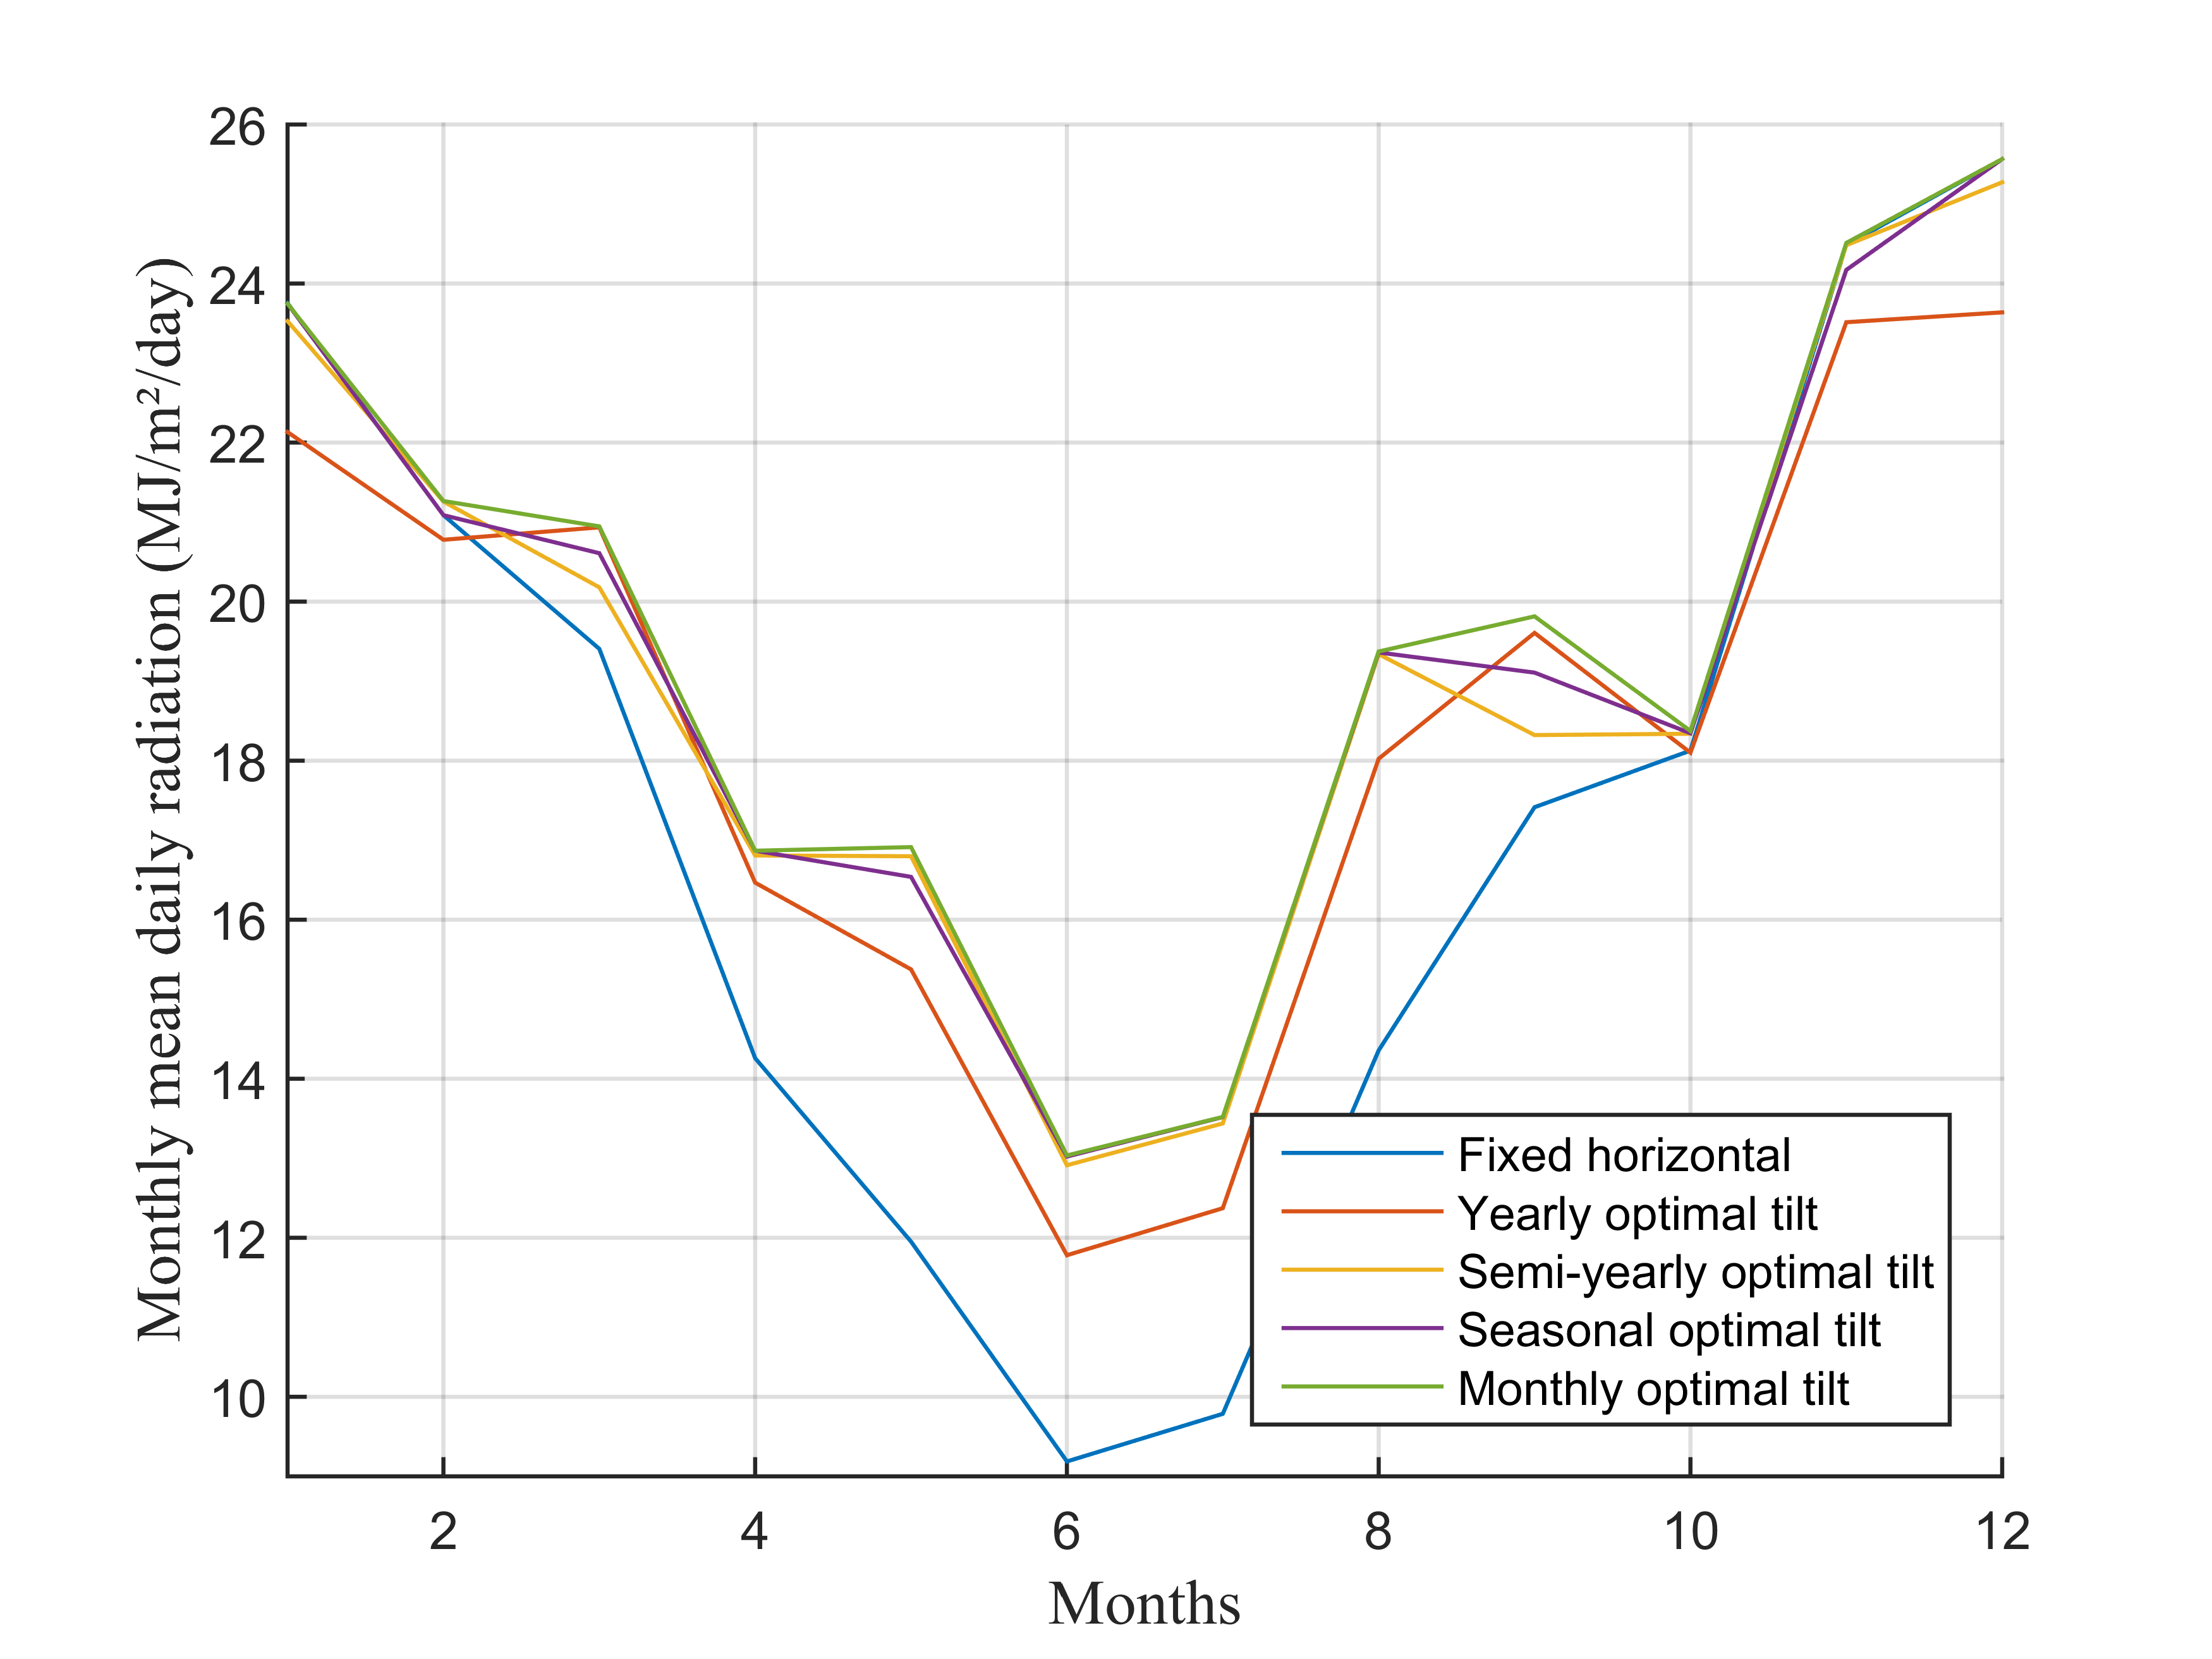 26
24
22
20
18
16
14
12
10
Monthly mean daily radiation (MJ/m²/day)
Fixed horizontal
Yearly optimal tilt
Semi-yearly optimal tilt
Seasonal optimal tilt
Monthly optimal tilt
2 4 6 8 10 12
Months